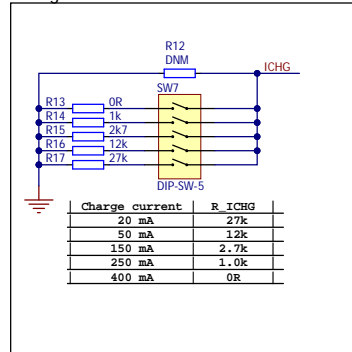 R12
DNM
ICHG
SW7
R13 0R
R14 1k
R15 2k7
R16 12k
R17 27k
DIP-SW-5
Charge current R_ICHG
20 mA 27k
50 mA 12k
150 mA 2.7k
250 mA 1.0k
400 mA 0R